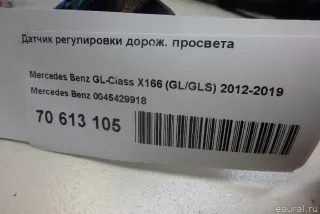 Датчик регулировки дорож. просвета
Mercedes Benz GL-Class X166 (GL/GLS) 2012-2019
Mercedes Benz 0045429918
70 613 105
eaural.ru